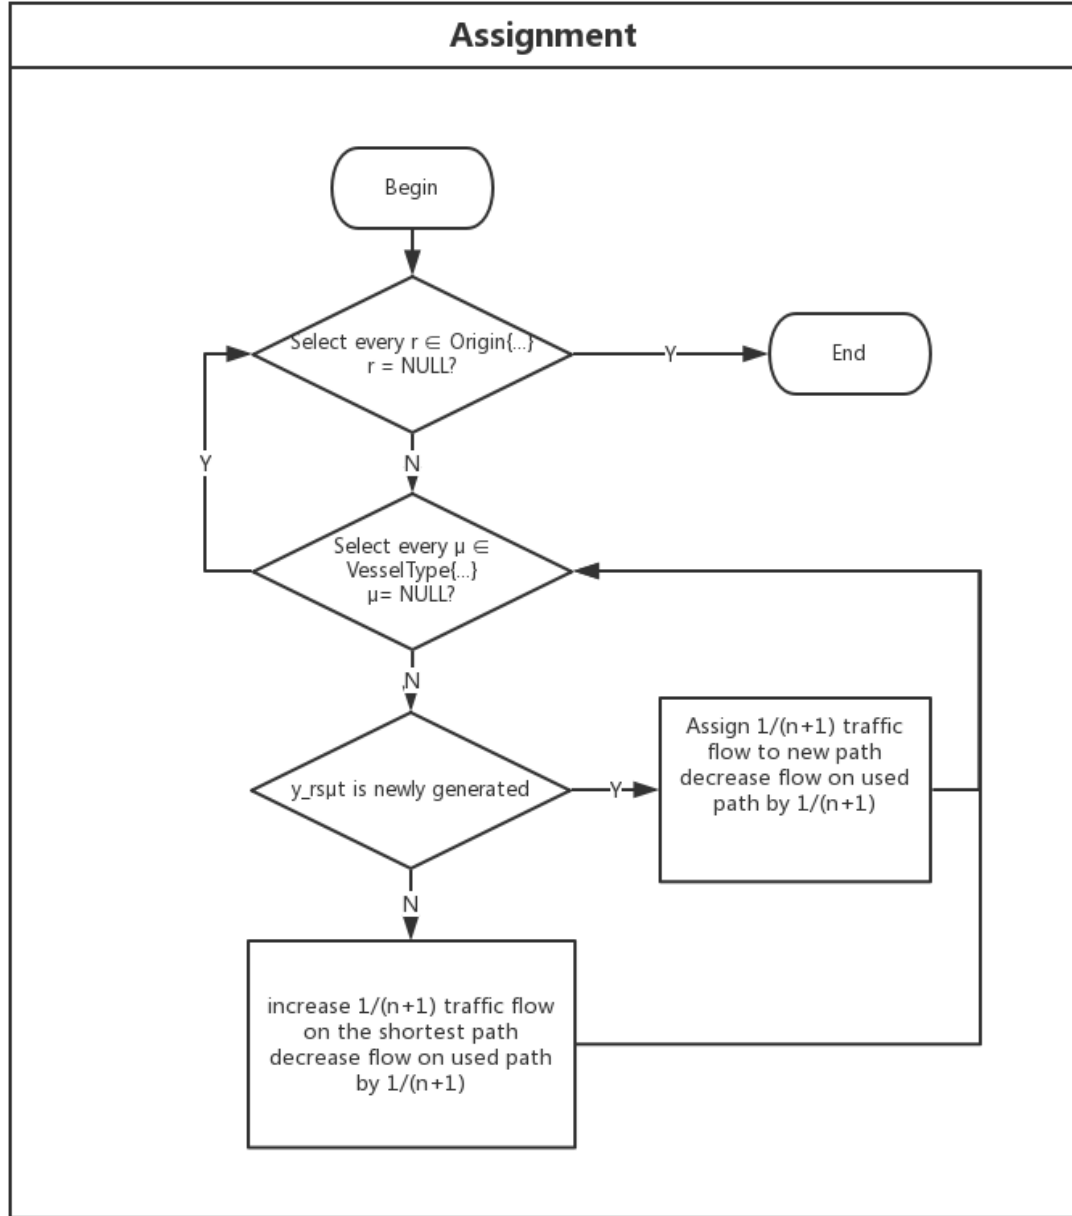 Assignment
Begin
Select every r ∈ Origin{...}
r = NULL?
Y
End
N
Y
Select every µ ∈
VesselType{...}
µ= NULL?
,N
y_rsµt is newly generated
Y
Assign 1/(n+1) traffic
flow to new path
decrease flow on used
path by 1/(n+1)
N
increase 1/(n+1) traffic flow
on the shortest path
decrease flow on used path
by 1/(n+1)